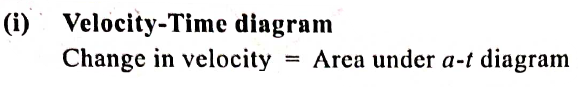 (i) Velocity-Time diagram
Change in velocity = Area under a-t diagram